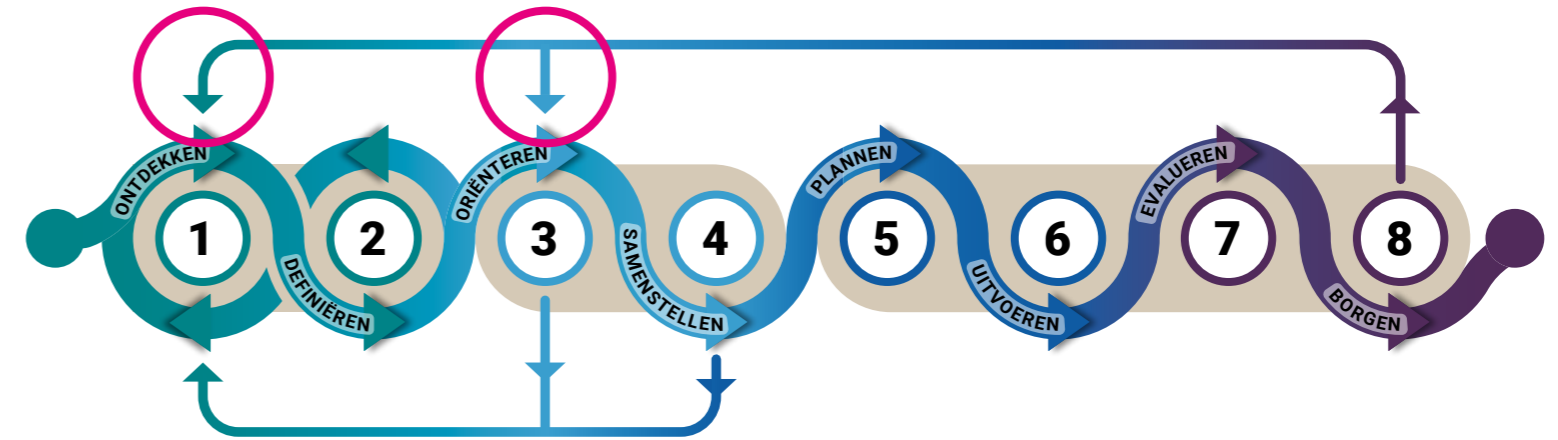 ONTDEKKEN
1
DEFINIËREN
2
ORIËNTEREN
3
SAMENSTELLEN
4
PLANNEN
5
UITVOEREN
6
EVALUEREN
7
BORGEN
8